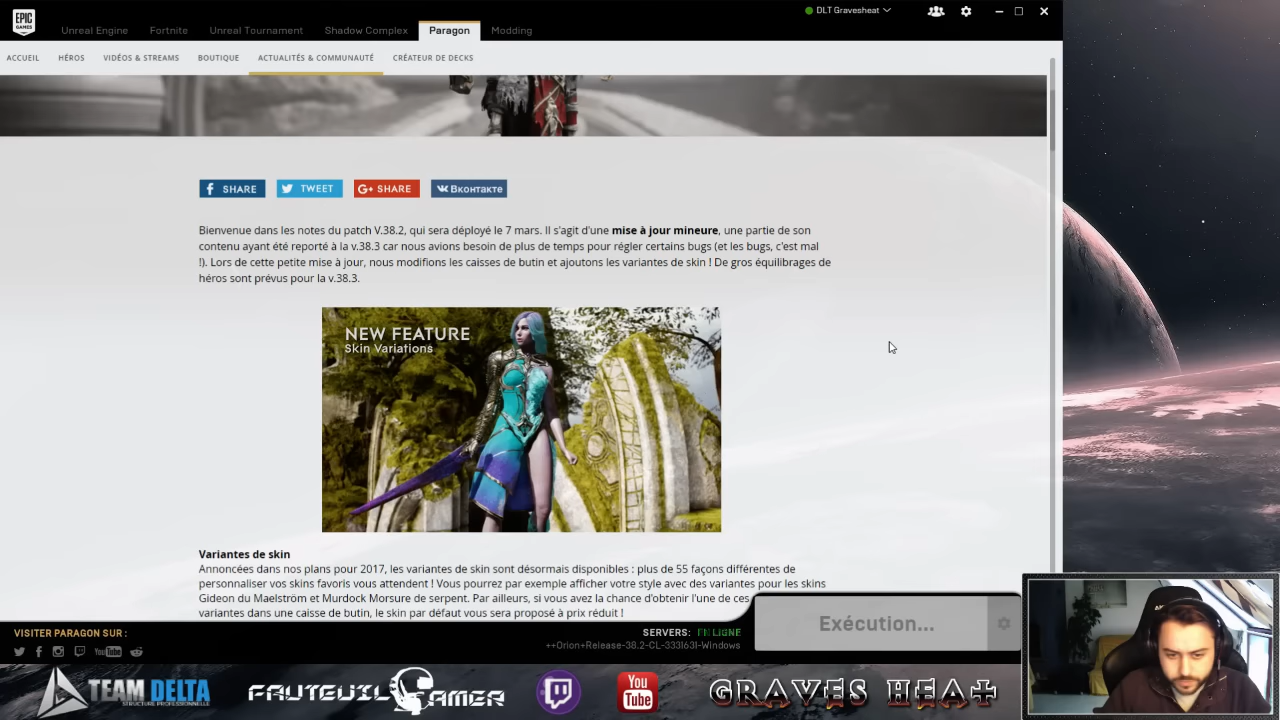 EPIC
GAMES
Unreal Engine
Fortnite
Unreal Tournament
Shadow Complex
Paragon
Modding
DLT Gravesheat
ACCUEIL
HÉROS
VIDÉOS & STREAMS
BOUTIQUE
ACTUALITÉS & COMMUNAUTÉ
CRÉATEUR DE DECKS
SHARE
TWEET
G+ SHARE
Вконтакте
Bienvenue dans les notes du patch V.38.2, qui sera déployé le 7 mars. Il s'agit d'une mise à jour mineure, une partie de son
contenu ayant été reporté à la v.38.3 car nous avions besoin de plus de temps pour régler certains bugs (et les bugs, c'est mal
!). Lors de cette petite mise à jour, nous modifions les caisses de butin et ajoutons les variantes de skin ! De gros équilibrages de
héros sont prévus pour la v.38.3.
NEW FEATURE
Skin Variations
Variantes de skin
Annoncées dans nos plans pour 2017, les variantes de skin sont désormais disponibles : plus de 55 façons différentes de
personnaliser vos skins favoris vous attendent ! Vous pourrez par exemple afficher votre style avec des variantes pour les skins
Gideon du Maelström et Murdock Morsure de serpent. Par ailleurs, si vous avez la chance d'obtenir l'une de ces
variantes dans une caisse de butin, le skin par défaut vous sera proposé à prix réduit !
Exécution...
VISITER PARAGON SUR :
SERVERS: EN LIGNE
++Orion+Release-38.2-CL-3331631-Windows
YouTube
TEAM DELTA
STRUCTURE PROFESSIONNELLE
FAUTEUIL GAMER
You
Tube
GRAVES HEAT